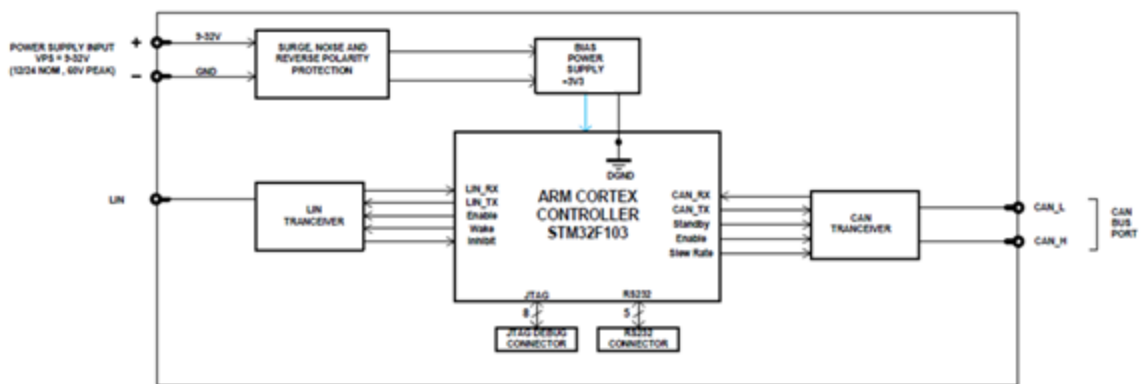 POWER SUPPLY INPUT
VPS = 9-32V
(12/24 NOM , 60V PEAK)
+
−
9-32V
GND
SURGE, NOISE AND
REVERSE POLARITY
PROTECTION
BIAS
POWER
SUPPLY
+3V3
DGND
LIN
LIN
TRANCEIVER
LIN_RX
LIN_TX
Enable
Wake
Inhibit
ARM CORTEX
CONTROLLER
STM32F103
CAN_RX
CAN_TX
Standby
Enable
Slew Rate
CAN
TRANCEIVER
CAN_L
CAN_H
CAN
BUS
PORT
JTAG
RS232
8
5
JTAG DEBUG
CONNECTOR
RS232
CONNECTOR